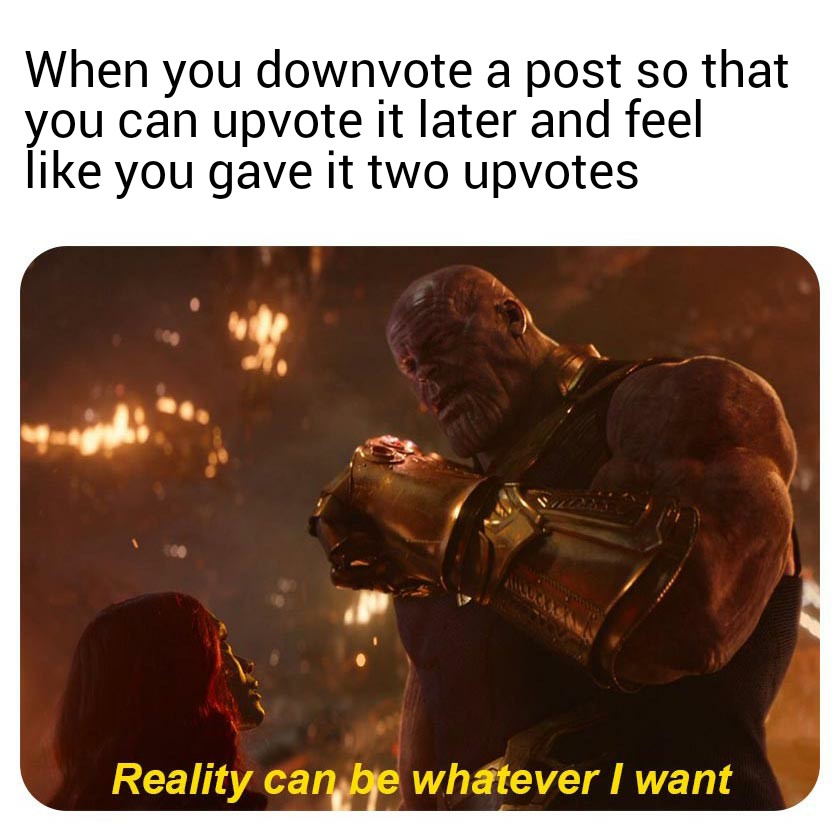 When you downvote a post so that
you can upvote it later and feel
like you gave it two upvotes
Reality can be whatever I want